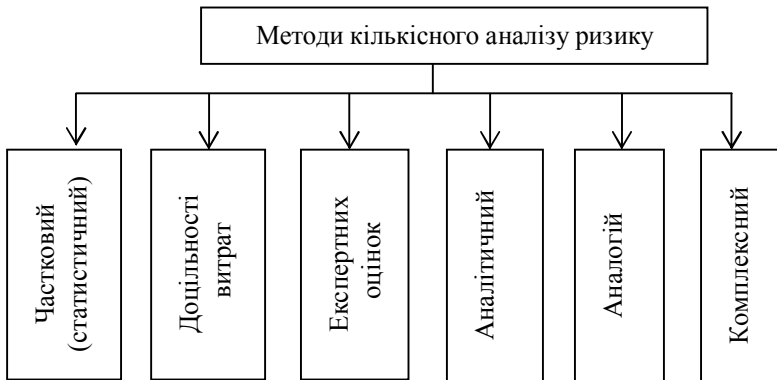 Методи кількісного аналізу ризику
Частковий
(статистичний)
Доцільності
витрат
Експертних
оцінок
Аналітичний
Аналогій
Комплексний